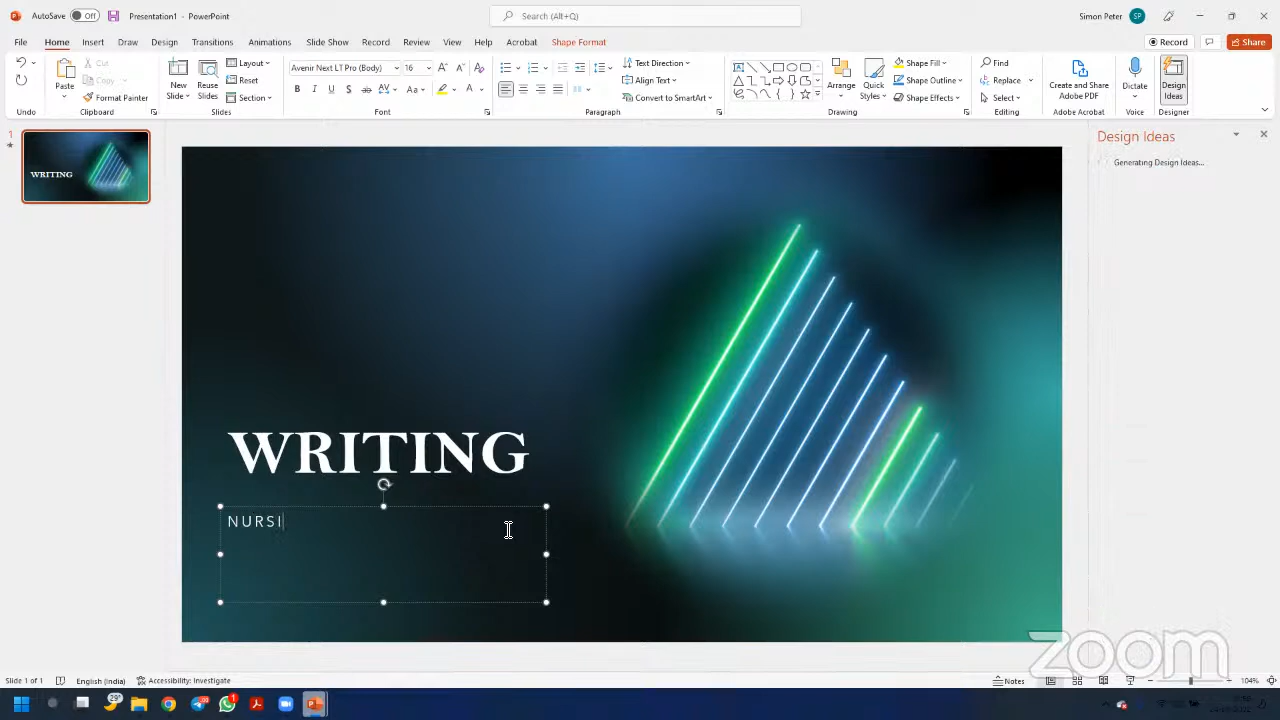 AutoSave Off Presentation1 - PowerPoint Search (Alt+Q) Simon Peter SP
File Home Insert Draw Design Transitions Animations Slide Show Record Review View Help Acrobat Shape Format Record Share
Cut Copy Format Painter Paste
New Slide Reuse Slides Layout Reset Section
Avenir Next LT Pro (Body) 16
Text Direction Align Text Convert to SmartArt
Arrange Quick Styles Shape Fill Shape Outline Shape Effects
Find Replace Select
Create and Share Adobe PDF Dictate Design Ideas
Undo Clipboard Slides Font Paragraph Drawing Editing Adobe Acrobat Voice Designer
Design Ideas
Generating Design Ideas...
1
WRITING
WRITING
NURSI
zoom
Slide 1 of 1 English (India) Accessibility: Investigate Notes 104%
29°